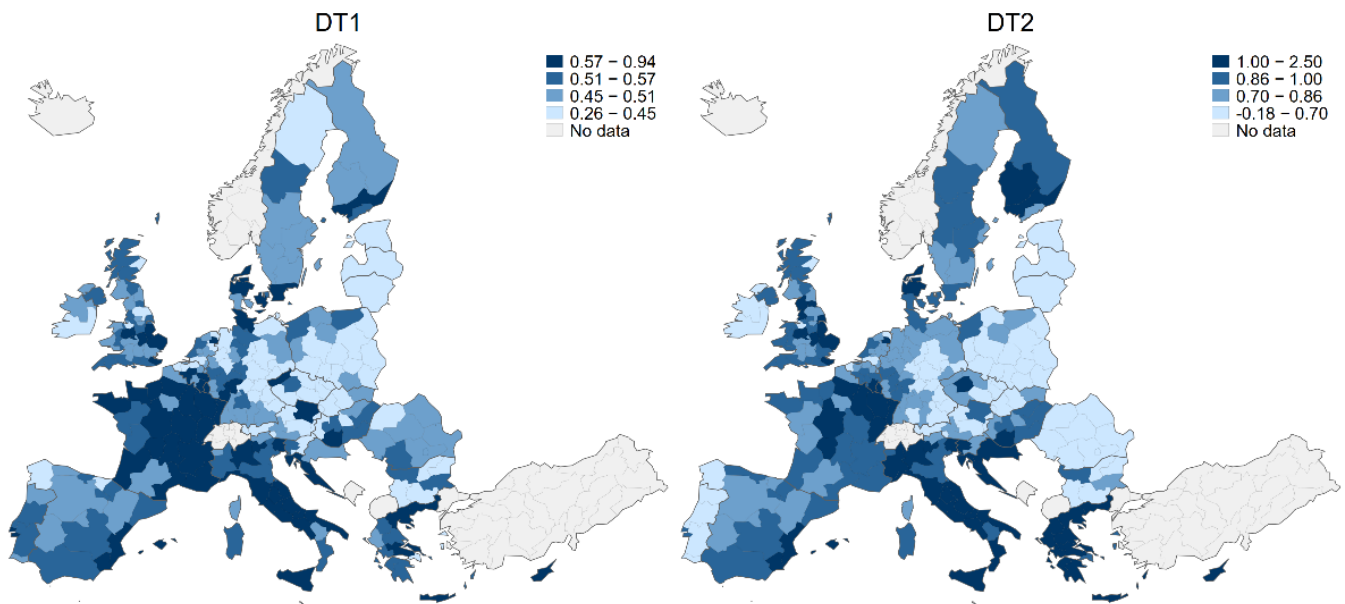 DT1
0.57 – 0.94
0.51 – 0.57
0.45 – 0.51
0.26 – 0.45
No data
DT2
1.00 – 2.50
0.86 – 1.00
0.70 – 0.86
-0.18 – 0.70
No data